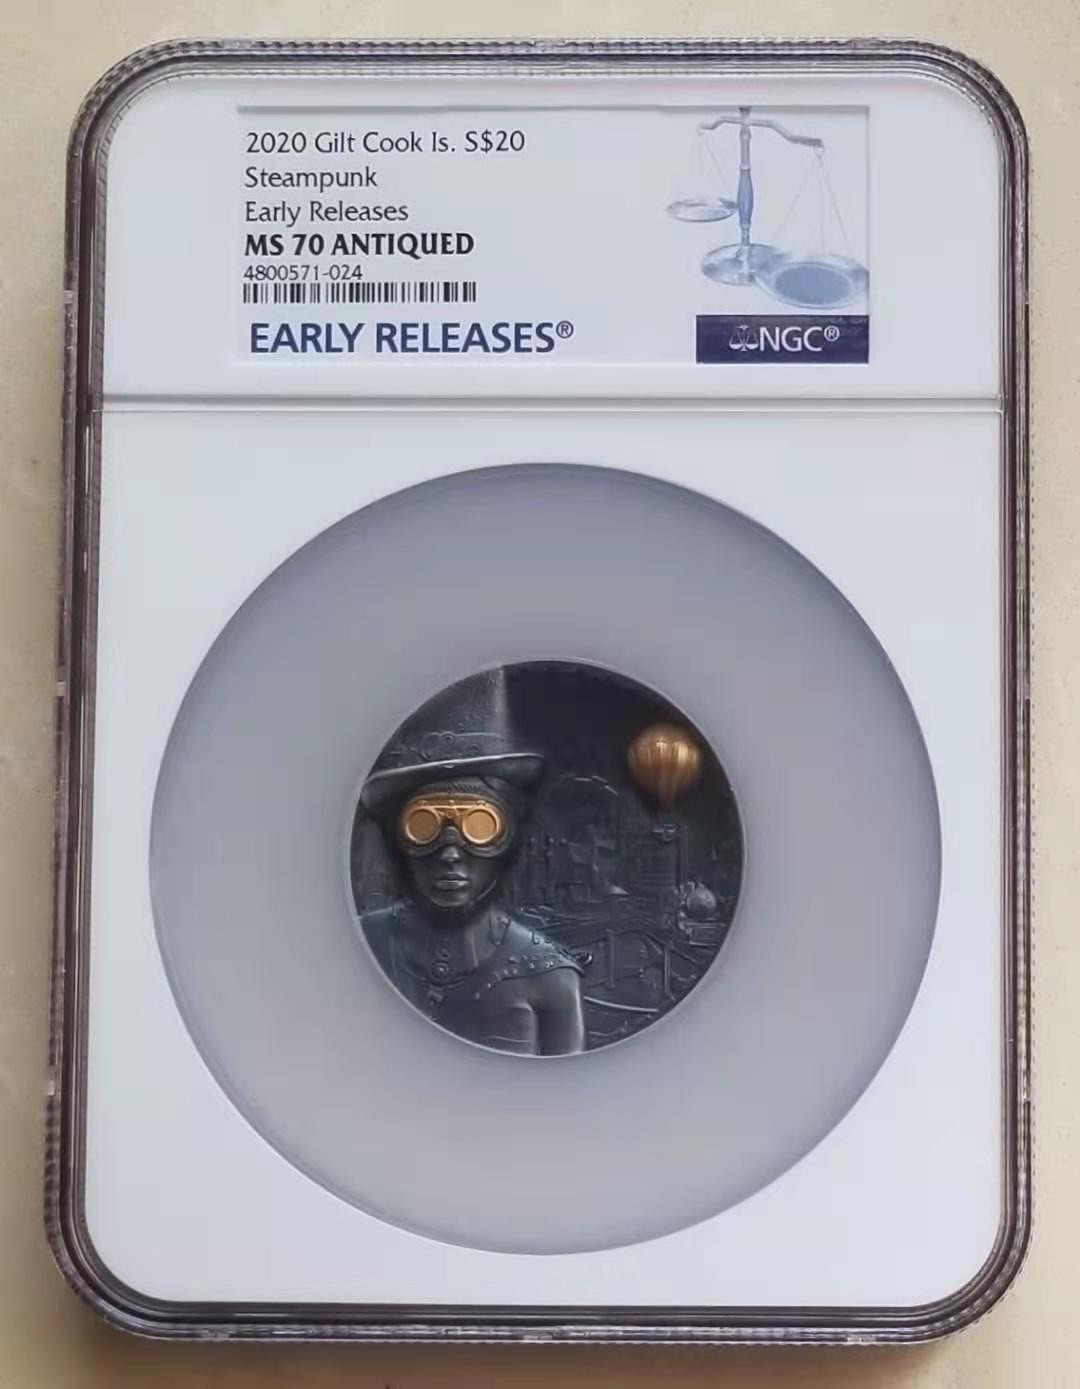 2020 Gilt Cook Is. S$20
Steampunk
Early Releases
MS 70 ANTIQUED
4800571-024
EARLY RELEASES®
NGC®